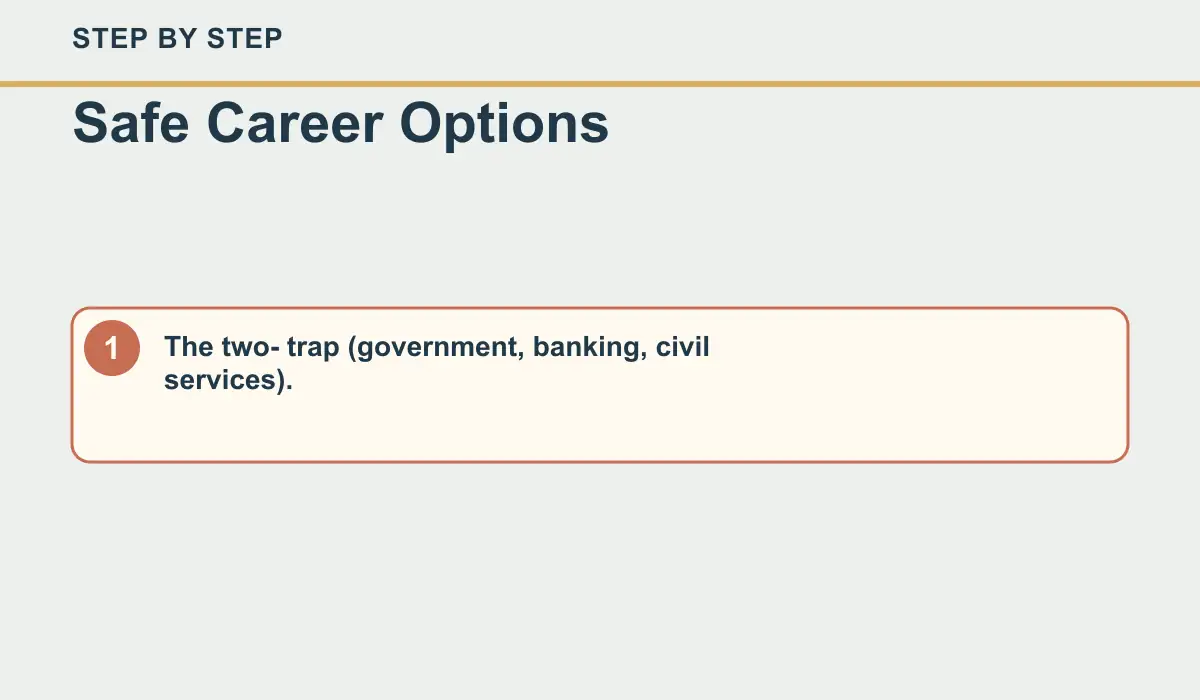 STEP BY STEP
Safe Career Options
1
The two- trap (government, banking, civil
services).